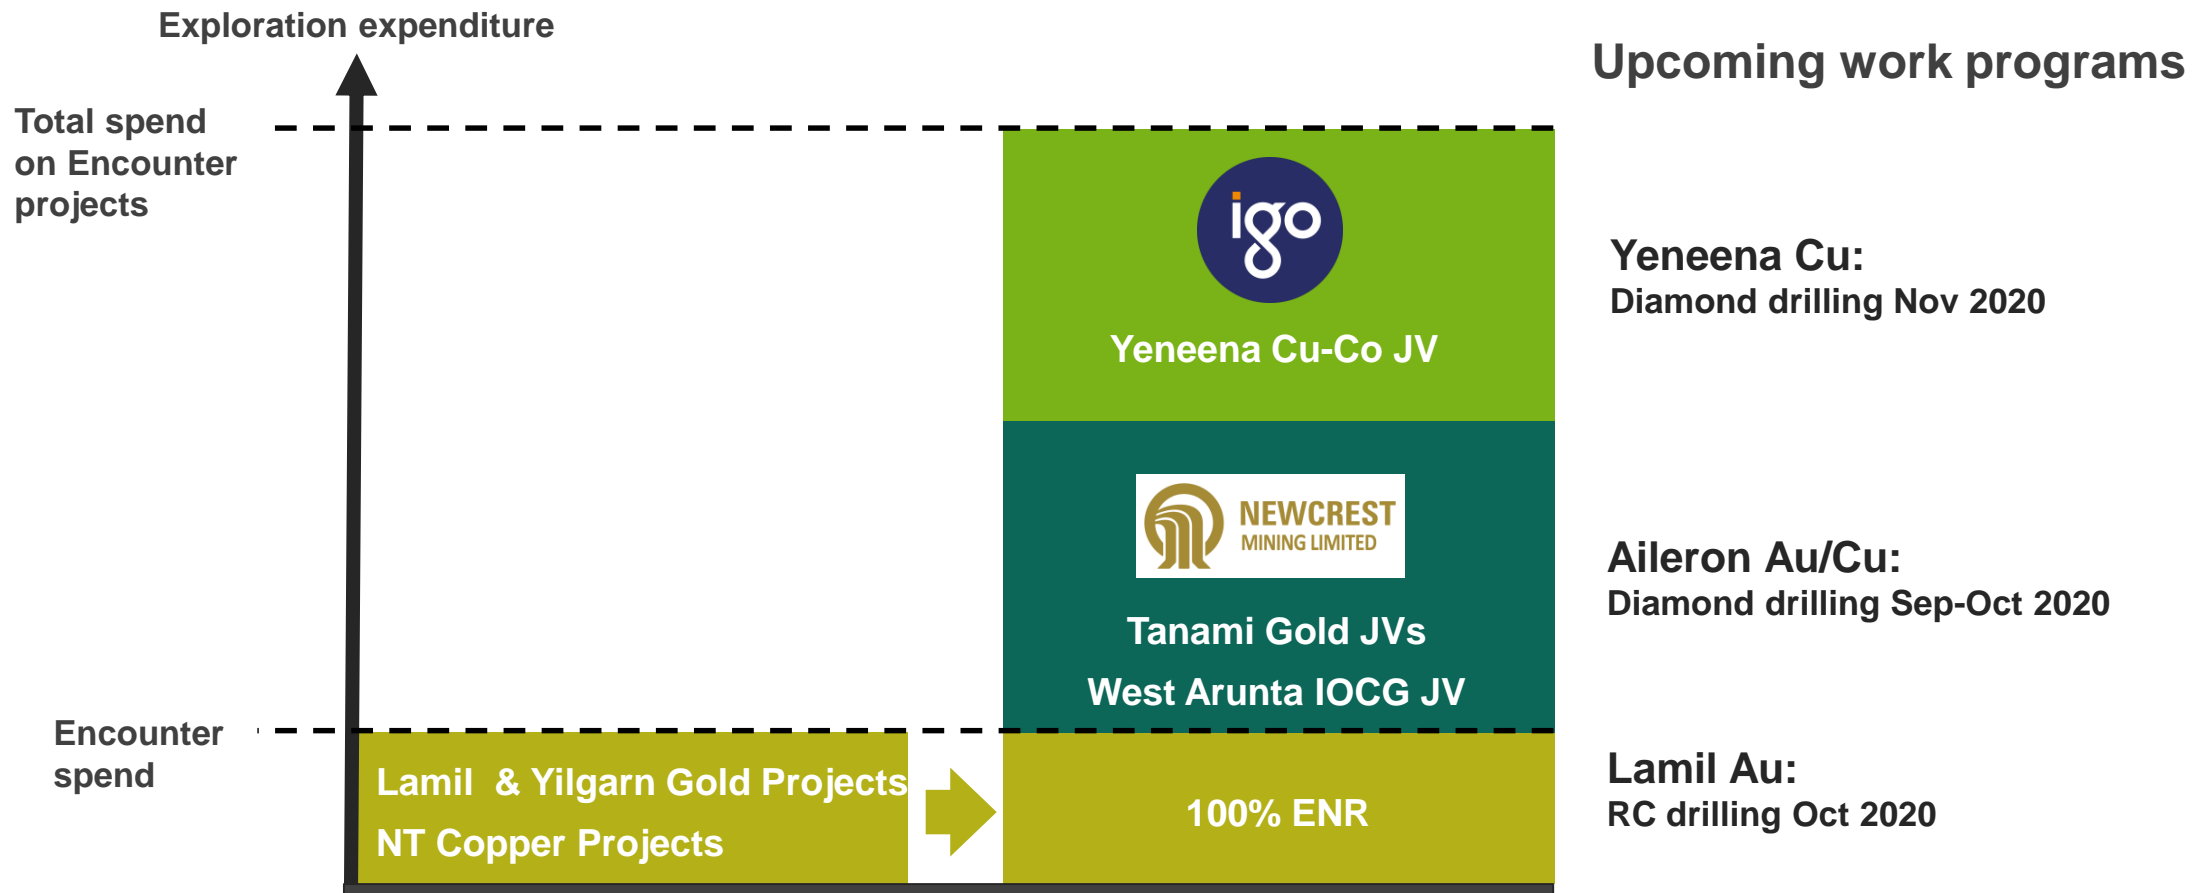 Exploration expenditure
Upcoming work programs
Total spend
on Encounter
projects
igo
Yeneena Cu-Co JV
Yeneena Cu:
Diamond drilling Nov 2020
NEWCREST
MINING LIMITED
Tanami Gold JVs
West Arunta IOCG JV
Aileron Au/Cu:
Diamond drilling Sep-Oct 2020
Encounter
spend
Lamil & Yilgarn Gold Projects
NT Copper Projects
100% ENR
Lamil Au:
RC drilling Oct 2020